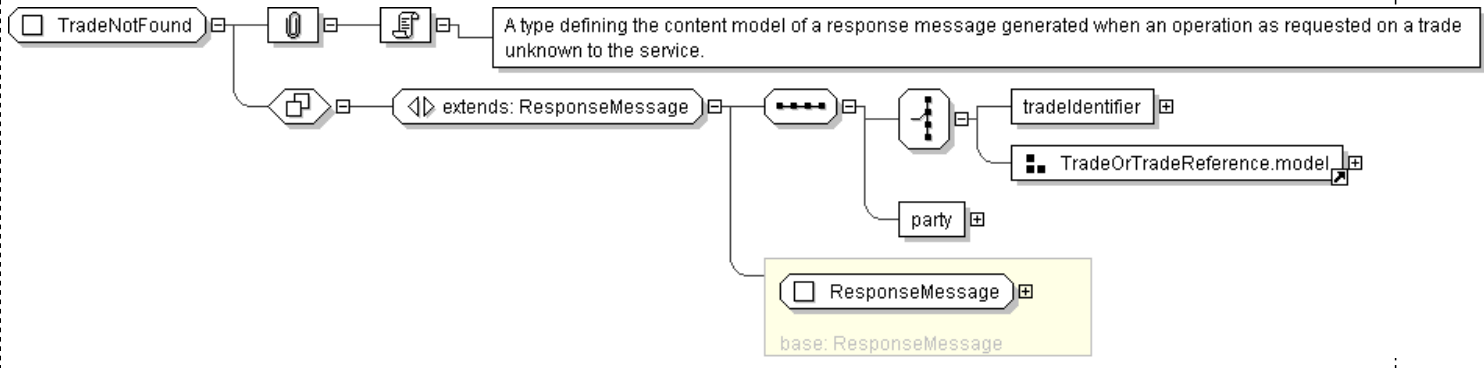 TradeNotFound
A type defining the content model of a response message generated when an operation as requested on a trade
unknown to the service.
extends: ResponseMessage
tradeIdentifier
TradeOrTradeReference.model
party
ResponseMessage
base: ResponseMessage